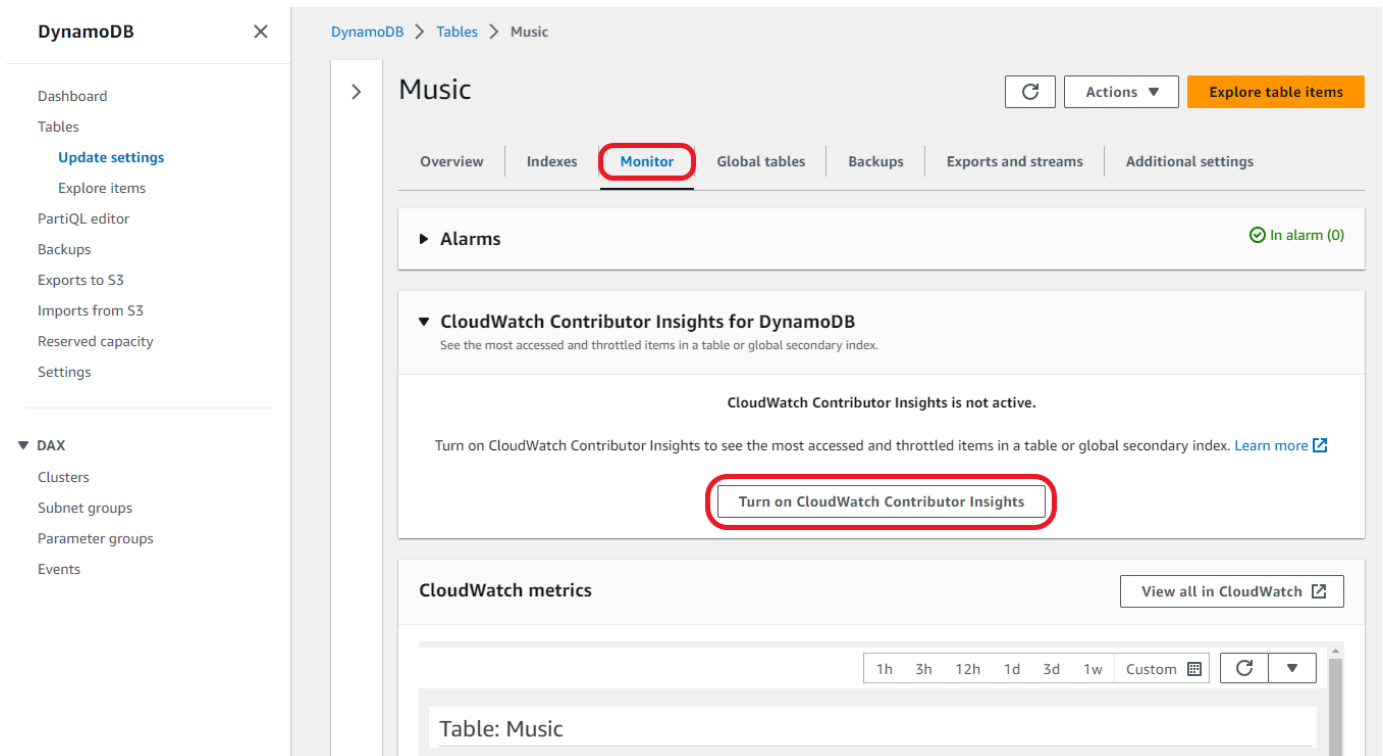 DynamoDB
Dashboard
Tables
Update settings
Explore items
PartiQL editor
Backups
Exports to S3
Imports from S3
Reserved capacity
Settings
DAX
Clusters
Subnet groups
Parameter groups
Events
DynamoDB Tables Music
Music
Actions Explore table items
Overview Indexes Monitor Global tables Backups Exports and streams Additional settings
Alarms In alarm (0)
CloudWatch Contributor Insights for DynamoDB
See the most accessed and throttled items in a table or global secondary index.
CloudWatch Contributor Insights is not active.
Turn on CloudWatch Contributor Insights to see the most accessed and throttled items in a table or global secondary index. Learn more
Turn on CloudWatch Contributor Insights
CloudWatch metrics View all in CloudWatch
1h 3h 12h 1d 3d 1w Custom
Table: Music